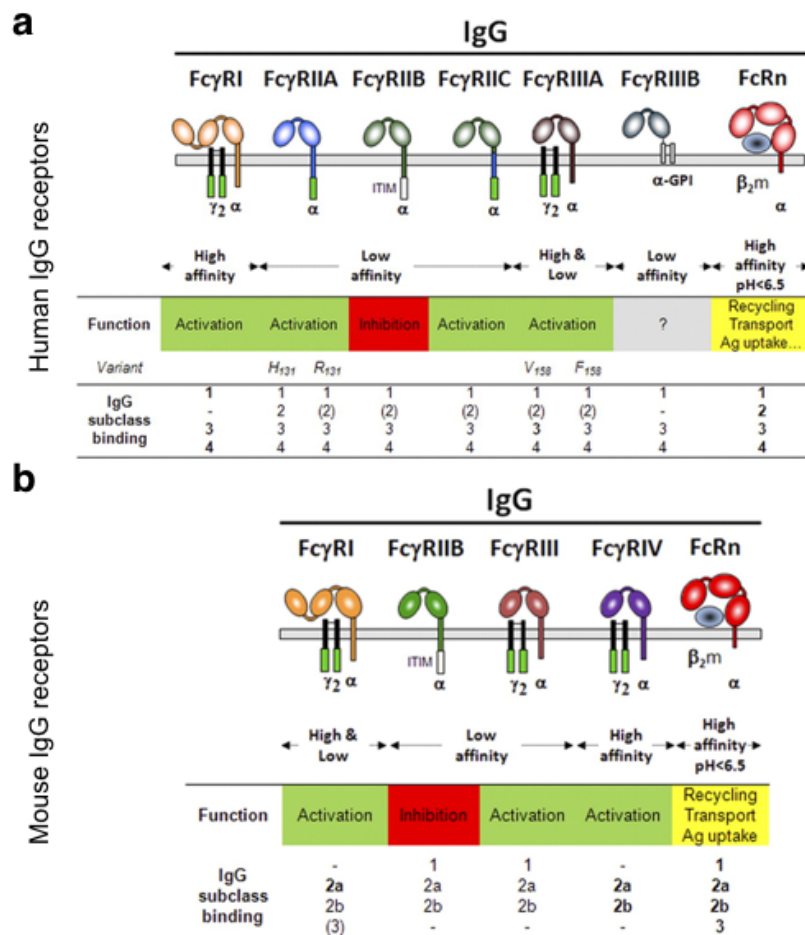 a
IgG
FcγRI FcγRIIA FcγRIIB FcγRIIC FcγRIIIA FcγRIIIB FcRn
ITIM α-GPI β₂m
γ₂ α α α α γ₂ α α
Human IgG receptors
High affinity Low affinity High & Low Low affinity High affinity pH<6.5
Function Activation Activation Inhibition Activation Activation ? Recycling Transport Ag uptake...
Variant H₁₃₁ R₁₃₁ V₁₅₈ F₁₅₈
IgG subclass binding
1 1 1 1 1 1 1 1 1
- 2 (2) (2) (2) (2) (2) - 2
3 3 3 3 3 3 3 3 3
4 4 4 4 4 4 4 4 4
b
IgG
FcγRI FcγRIIB FcγRIII FcγRIV FcRn
ITIM β₂m
γ₂ α α γ₂ α γ₂ α α
Mouse IgG receptors
High & Low Low affinity High affinity High affinity pH<6.5
Function Activation Inhibition Activation Activation Recycling Transport Ag uptake
IgG subclass binding
- 1 1 - 1
2a 2a 2a 2a 2a
2b 2b 2b 2b 2b
(3) - - - 3